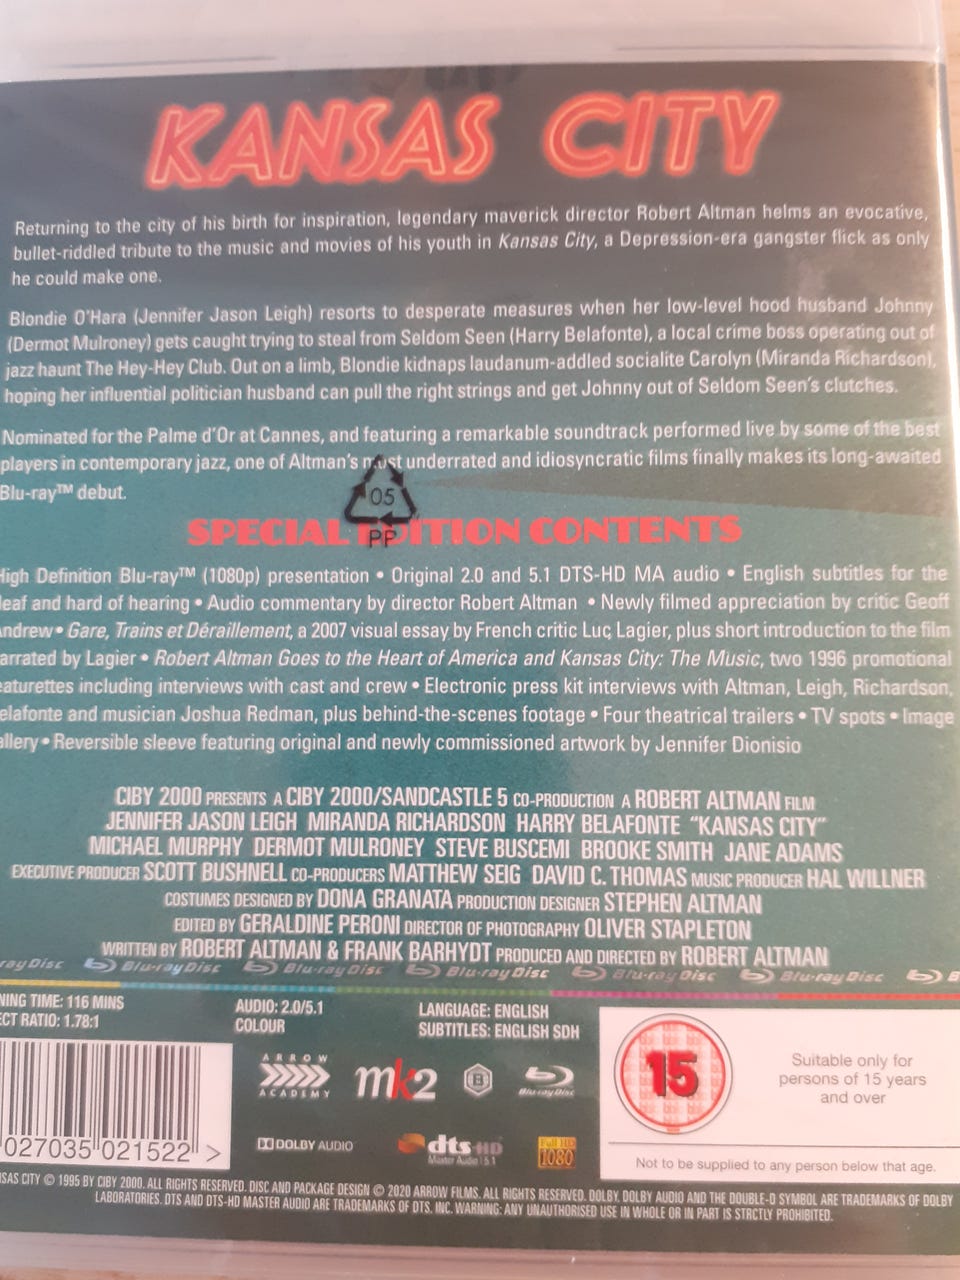 KANSAS CITY
Returning to the city of his birth for inspiration, legendary maverick director Robert Altman helms an evocative,
bullet-riddled tribute to the music and movies of his youth in Kansas City, a Depression-era gangster flick as only
he could make one.
Blondie O'Hara (Jennifer Jason Leigh) resorts to desperate measures when her low-level hood husband Johnny
(Dermot Mulroney) gets caught trying to steal from Seldom Seen (Harry Belafonte), a local crime boss operating out of
jazz haunt The Hey-Hey Club. Out on a limb, Blondie kidnaps laudanum-addled socialite Carolyn (Miranda Richardson),
hoping her influential politician husband can pull the right strings and get Johnny out of Seldom Seen's clutches.
Nominated for the Palme d'Or at Cannes, and featuring a remarkable soundtrack performed live by some of the best
players in contemporary jazz, one of Altman's most underrated and idiosyncratic films finally makes its long-awaited
Blu-ray™ debut.
05
PP
SPECIAL EDITION CONTENTS
High Definition Blu-ray™ (1080p) presentation • Original 2.0 and 5.1 DTS-HD MA audio • English subtitles for the
deaf and hard of hearing • Audio commentary by director Robert Altman • Newly filmed appreciation by critic Geoff
Andrew • Gare, Trains et Déraillement, a 2007 visual essay by French critic Luc Lagier, plus short introduction to the film
narrated by Lagier • Robert Altman Goes to the Heart of America and Kansas City: The Music, two 1996 promotional
featurettes including interviews with cast and crew • Electronic press kit interviews with Altman, Leigh, Richardson,
Belafonte and musician Joshua Redman, plus behind-the-scenes footage • Four theatrical trailers • TV spots • Image
gallery • Reversible sleeve featuring original and newly commissioned artwork by Jennifer Dionisio
CIBY 2000 PRESENTS A CIBY 2000/SANDCASTLE 5 CO-PRODUCTION A ROBERT ALTMAN FILM
JENNIFER JASON LEIGH MIRANDA RICHARDSON HARRY BELAFONTE "KANSAS CITY"
MICHAEL MURPHY DERMOT MULRONEY STEVE BUSCEMI BROOKE SMITH JANE ADAMS
EXECUTIVE PRODUCER SCOTT BUSHNELL CO-PRODUCERS MATTHEW SEIG DAVID C. THOMAS MUSIC PRODUCER HAL WILLNER
COSTUMES DESIGNED BY DONA GRANATA PRODUCTION DESIGNER STEPHEN ALTMAN
EDITED BY GERALDINE PERONI DIRECTOR OF PHOTOGRAPHY OLIVER STAPLETON
WRITTEN BY ROBERT ALTMAN & FRANK BARHYDT PRODUCED AND DIRECTED BY ROBERT ALTMAN
ray Disc Blu-ray Disc Blu-ray Disc Blu-ray Disc Blu-ray Disc Blu-ray Disc B
NING TIME: 116 MINS
ECT RATIO: 1.78:1
AUDIO: 2.0/5.1
COLOUR
LANGUAGE: ENGLISH
SUBTITLES: ENGLISH SDH
027035 021522 >
ARROW
ACADEMY
mk2
B
Blu-ray Disc
DOLBY AUDIO
dts-HD
Master Audio | 5.1
Full HD
1080
15
Suitable only for
persons of 15 years
and over
Not to be supplied to any person below that age.
SAS CITY © 1995 BY CIBY 2000. ALL RIGHTS RESERVED. DISC AND PACKAGE DESIGN © 2020 ARROW FILMS. ALL RIGHTS RESERVED. DOLBY, DOLBY AUDIO AND THE DOUBLE-D SYMBOL ARE TRADEMARKS OF DOLBY
LABORATORIES. DTS AND DTS-HD MASTER AUDIO ARE TRADEMARKS OF DTS, INC. WARNING: ANY UNAUTHORISED USE IN WHOLE OR IN PART IS STRICTLY PROHIBITED.